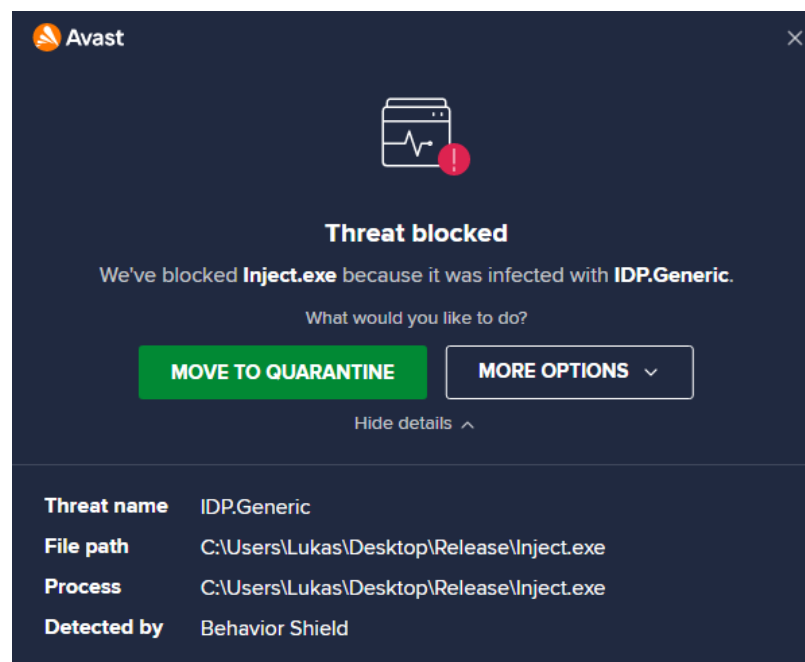 Avast
Threat blocked
We've blocked Inject.exe because it was infected with IDP.Generic.
What would you like to do?
MOVE TO QUARANTINE MORE OPTIONS
Hide details
Threat name IDP.Generic
File path C:\Users\Lukas\Desktop\Release\Inject.exe
Process C:\Users\Lukas\Desktop\Release\Inject.exe
Detected by Behavior Shield